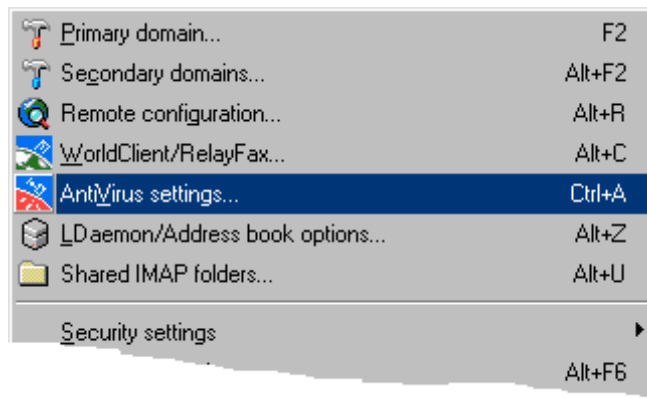 Primary domain... F2
Secondary domains... Alt+F2
Remote configuration... Alt+R
WorldClient/RelayFax... Alt+C
AntiVirus settings... Ctrl+A
LDaemon/Address book options... Alt+Z
Shared IMAP folders... Alt+U
Security settings
Alt+F6